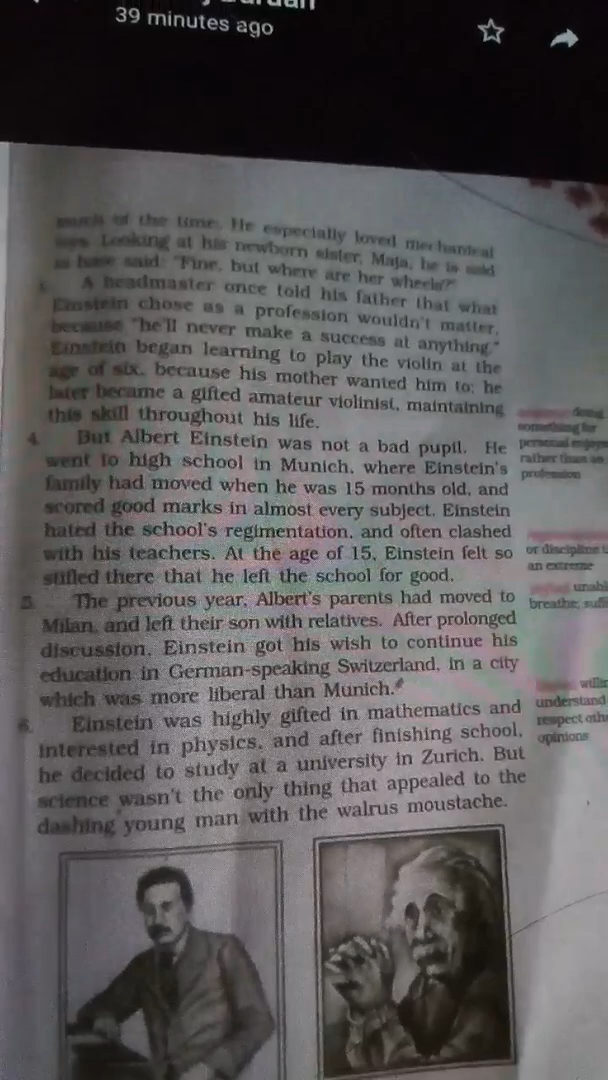 39 minutes ago
much of the time. He especially loved mechanical
toys. Looking at his newborn sister, Maja, he is said
to have said: "Fine, but where are her wheels?"
A headmaster once told his father that what
Einstein chose as a profession wouldn't matter,
because "he'll never make a success at anything."
Einstein began learning to play the violin at the
age of six, because his mother wanted him to; he
later became a gifted amateur violinist, maintaining
this skill throughout his life.
4. But Albert Einstein was not a bad pupil. He
went to high school in Munich, where Einstein's
family had moved when he was 15 months old, and
scored good marks in almost every subject. Einstein
hated the school's regimentation, and often clashed
with his teachers. At the age of 15, Einstein felt so
stifled there that he left the school for good.
5. The previous year, Albert's parents had moved to
Milan, and left their son with relatives. After prolonged
discussion, Einstein got his wish to continue his
education in German-speaking Switzerland, in a city
which was more liberal than Munich.
6. Einstein was highly gifted in mathematics and
interested in physics, and after finishing school,
he decided to study at a university in Zurich. But
science wasn't the only thing that appealed to the
dashing young man with the walrus moustache.
doing
something for
personal enjoym
rather than as
profession
or discipline t
an extreme
unabl
breathe; suff
willin
understand
respect oth
opinions